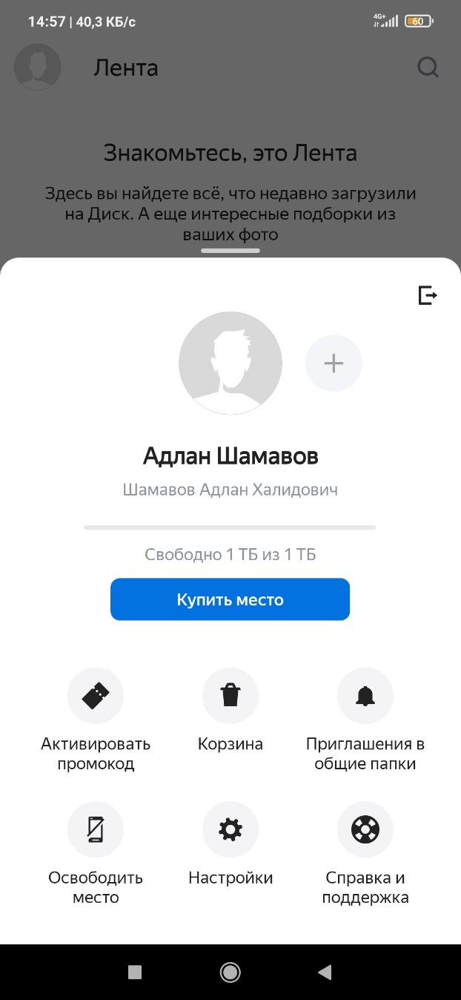 14:57 | 40,3 КБ/с
4G+
60
Лента
Знакомьтесь, это Лента
Здесь вы найдете всё, что недавно загрузили
на Диск. А еще интересные подборки из
ваших фото
Адлан Шамавов
Шамавов Адлан Халидович
Свободно 1 ТБ из 1 ТБ
Купить место
Активировать
промокод
Корзина
Приглашения в
общие папки
Освободить
место
Настройки
Справка и
поддержка